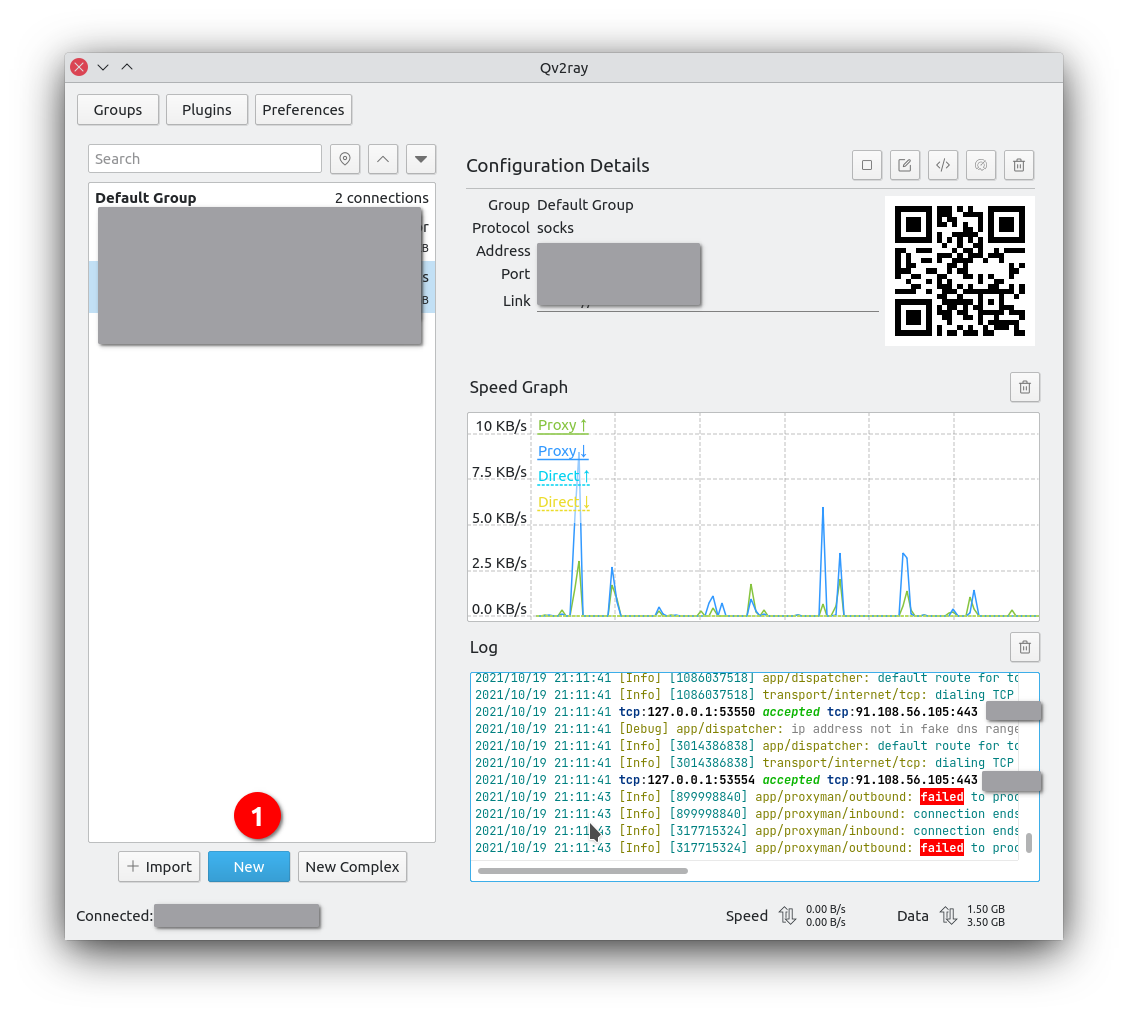 Qv2ray
Groups
Plugins
Preferences
Search
Default Group
2 connections
Configuration Details
Group Default Group
Protocol socks
Address
Port
Link
Speed Graph
10 KB/s
7.5 KB/s
5.0 KB/s
2.5 KB/s
0.0 KB/s
Proxy ↑
Proxy ↓
Direct ↑
Direct ↓
Log
2021/10/19 21:11:41 [Info] [1086037518] app/dispatcher: default route for
2021/10/19 21:11:41 [Info] [1086037518] transport/internet/tcp: dialing TCP
2021/10/19 21:11:41 tcp:127.0.0.1:53550 accepted tcp:91.108.56.105:443
2021/10/19 21:11:41 [Debug] app/dispatcher: ip address not in fake dns range
2021/10/19 21:11:41 [Info] [3014386838] app/dispatcher: default route for
2021/10/19 21:11:41 [Info] [3014386838] transport/internet/tcp: dialing TCP
2021/10/19 21:11:41 tcp:127.0.0.1:53554 accepted tcp:91.108.56.105:443
2021/10/19 21:11:43 [Info] [899998840] app/proxyman/outbound: failed to proc
2021/10/19 21:11:43 [Info] [899998840] app/proxyman/inbound: connection ends
2021/10/19 21:11:43 [Info] [317715324] app/proxyman/inbound: connection ends
2021/10/19 21:11:43 [Info] [317715324] app/proxyman/outbound: failed to proc
1
+ Import
New
New Complex
Connected:
Speed
0.00 B/s
0.00 B/s
Data
1.50 GB
3.50 GB